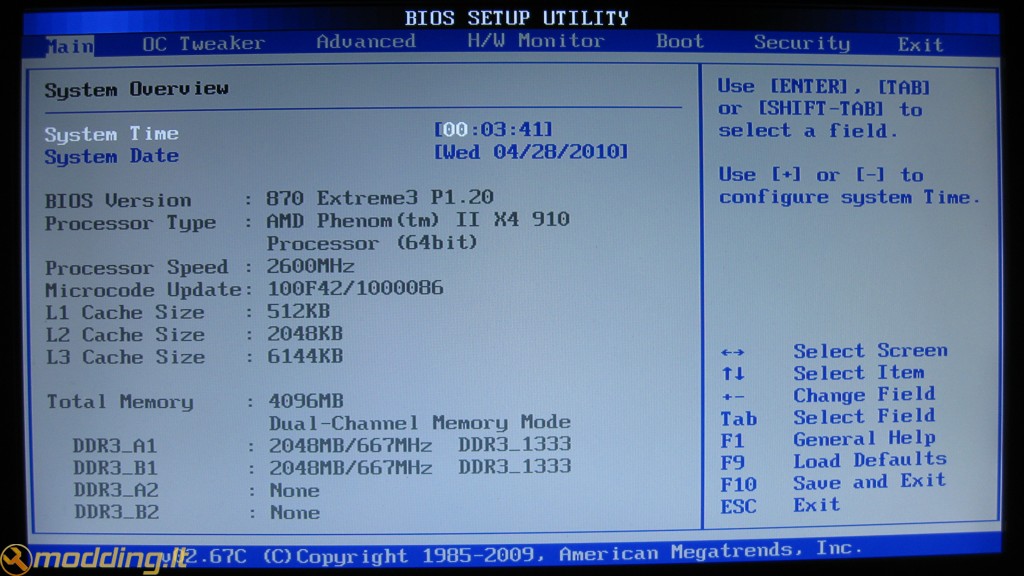 BIOS SETUP UTILITY
Main OC Tweaker Advanced H/W Monitor Boot Security Exit
System Overview
System Time [00:03:41]
System Date [Wed 04/28/2010]
BIOS Version : 870 Extreme3 P1.20
Processor Type : AMD Phenom(tm) II X4 910
Processor (64bit)
Processor Speed : 2600MHz
Microcode Update: 100F42/1000086
L1 Cache Size : 512KB
L2 Cache Size : 2048KB
L3 Cache Size : 6144KB
Total Memory : 4096MB
Dual-Channel Memory Mode
DDR3_A1 : 2048MB/667MHz DDR3_1333
DDR3_B1 : 2048MB/667MHz DDR3_1333
DDR3_A2 : None
DDR3_B2 : None
Use [ENTER], [TAB]
or [SHIFT-TAB] to
select a field.
Use [+] or [-] to
configure system Time.
←→ Select Screen
↑↓ Select Item
+- Change Field
Tab Select Field
F1 General Help
F9 Load Defaults
F10 Save and Exit
ESC Exit
.67C (C)Copyright 1985-2009, American Megatrends, Inc.
modding.it